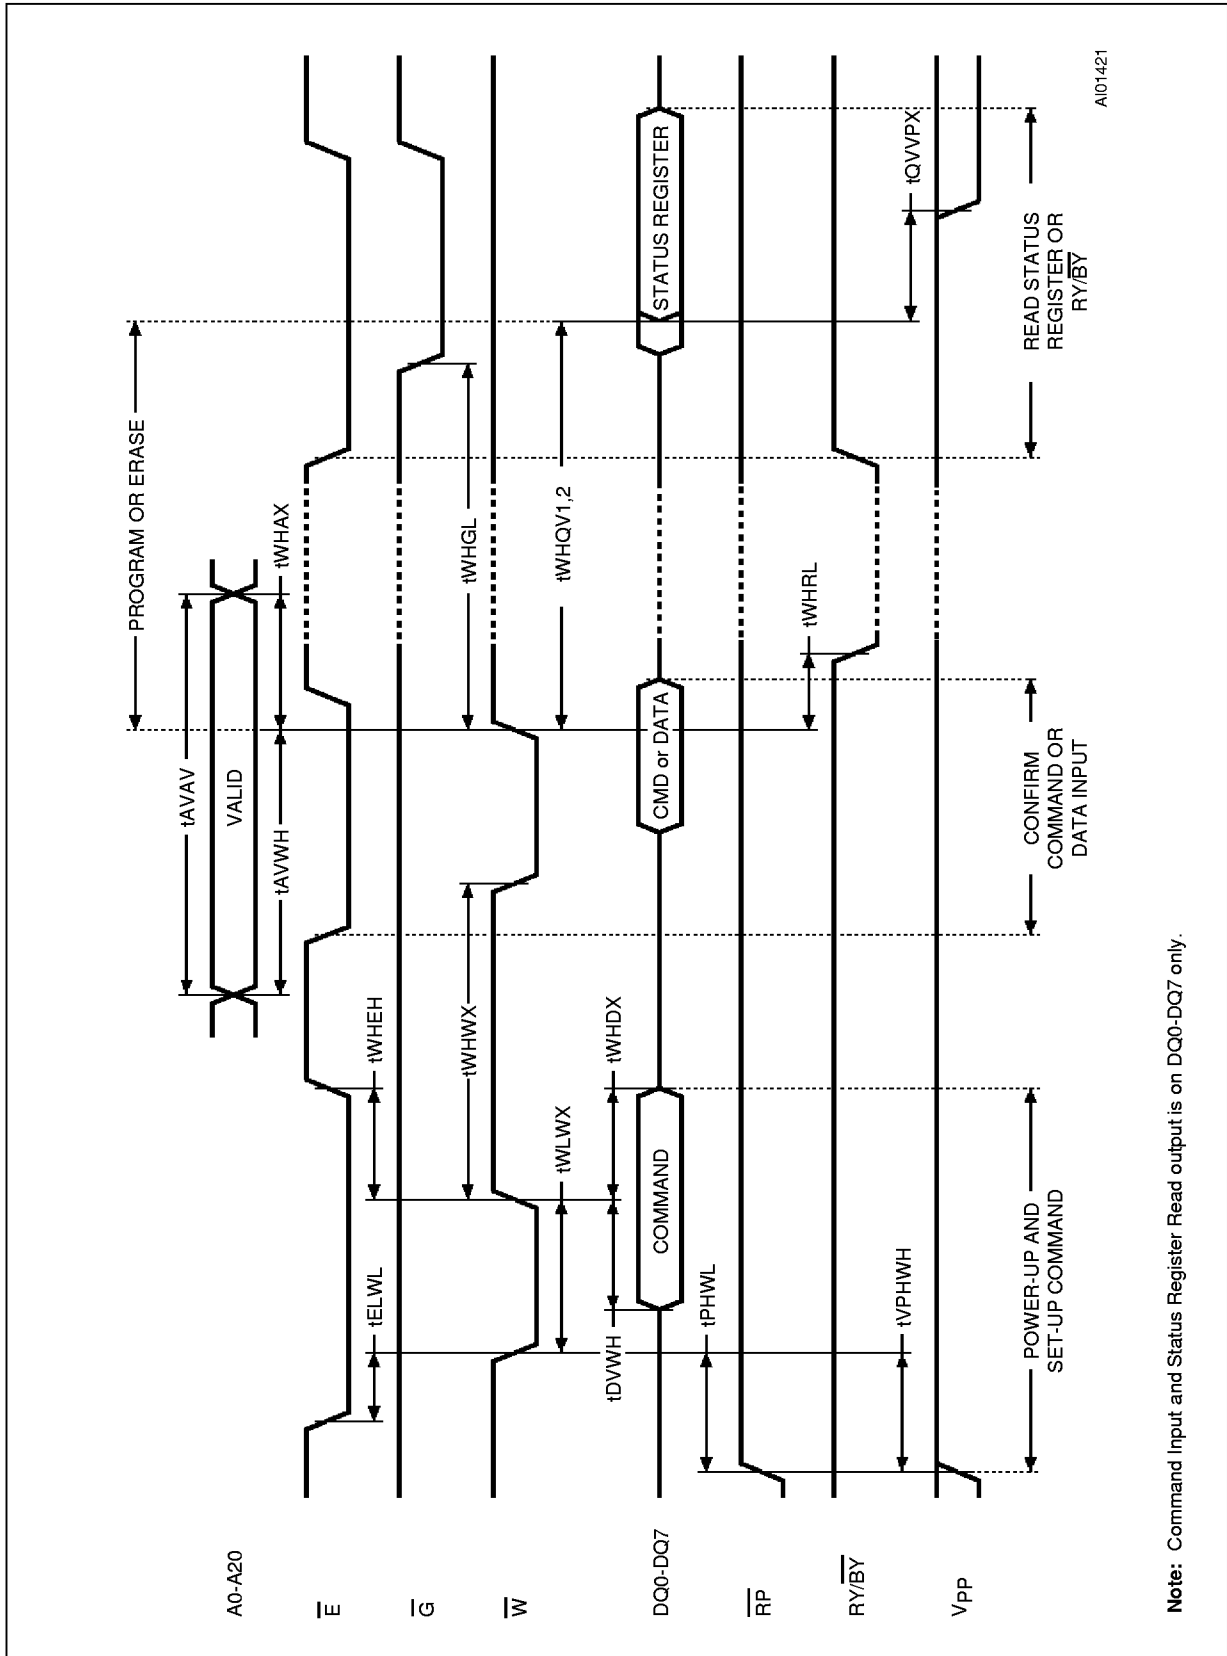 PROGRAM OR ERASE
tAVAV
A0-A20
VALID
tAVWH
tWHAX
E
tELWL
tWHEH
G
tWHWX
tWHGL
W
tWLWX
tWHQV1,2
tDVWH
tWHDX
DQ0-DQ7
COMMAND
CMD or DATA
STATUS REGISTER
tPHWL
RP
tWHRL
RY/BY
tVPHWH
tQVVPX
VPP
POWER-UP AND
SET-UP COMMAND
CONFIRM
COMMAND OR
DATA INPUT
READ STATUS
REGISTER OR
RY/BY
AI01421
Note: Command Input and Status Register Read output is on DQ0-DQ7 only.